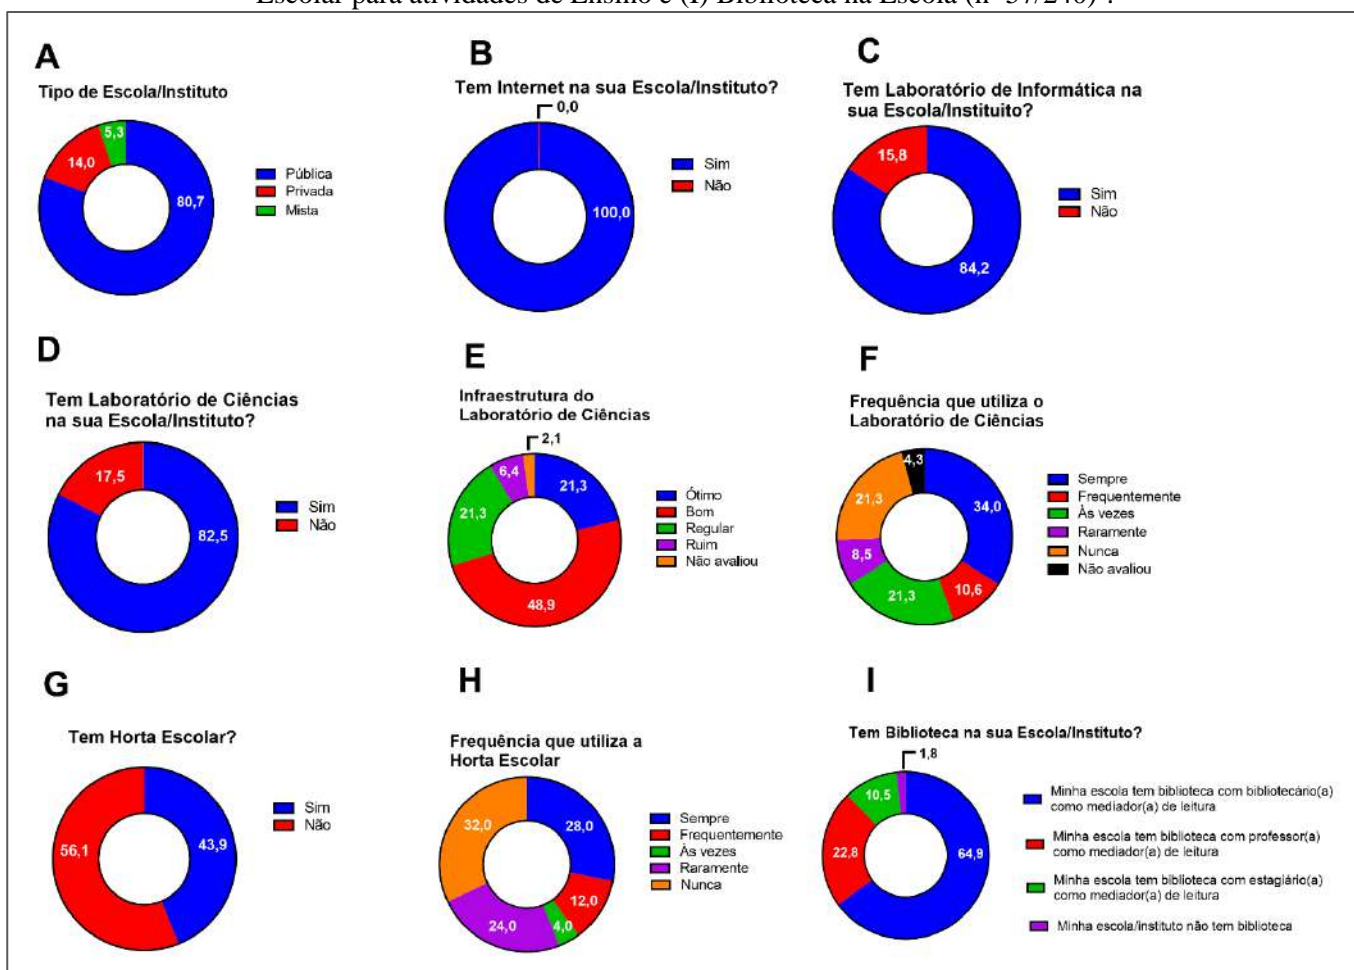 Escolar para atividades de Ensino e (I) Biblioteca na Escola (n=57/246)*.
A
Tipo de Escola/Instituto
5,3
14,0
80,7
Pública
Privada
Mista
B
Tem Internet na sua Escola/Instituto?
0,0
100,0
Sim
Não
C
Tem Laboratório de Informática na
sua Escola/Instituito?
15,8
84,2
Sim
Não
D
Tem Laboratório de Ciências
na sua Escola/Instituto?
17,5
82,5
Sim
Não
E
Infraestrutura do
Laboratório de Ciências
2,1
6,4
21,3
21,3
48,9
Ótimo
Bom
Regular
Ruim
Não avaliou
F
Frequência que utiliza o
Laboratório de Ciências
4,3
21,3
34,0
8,5
10,6
21,3
Sempre
Frequentemente
Às vezes
Raramente
Nunca
Não avaliou
G
Tem Horta Escolar?
56,1
43,9
Sim
Não
H
Frequência que utiliza a
Horta Escolar
32,0
28,0
12,0
24,0
4,0
Sempre
Frequentemente
Às vezes
Raramente
Nunca
I
Tem Biblioteca na sua Escola/Instituto?
1,8
10,5
22,8
64,9
Minha escola tem biblioteca com bibliotecário(a)
como mediador(a) de leitura
Minha escola tem biblioteca com professor(a)
como mediador(a) de leitura
Minha escola tem biblioteca com estagiário(a)
como mediador(a) de leitura
Minha escola/instituto não tem biblioteca